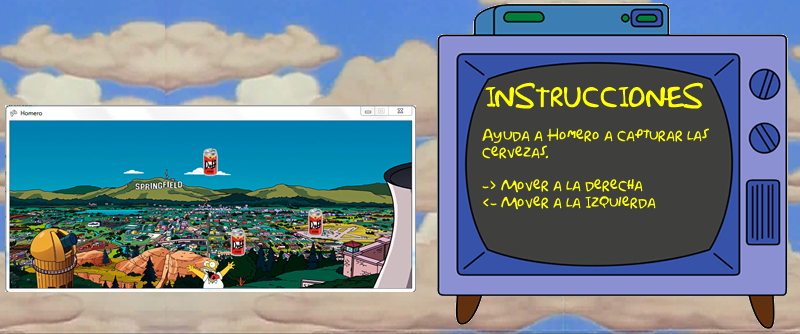 Homero
SPRINGFIELD
INSTRUCCIONES
Ayuda a Homero a capturar las
cervezas.
-> Mover a la derecha
<- Mover a la izquierda